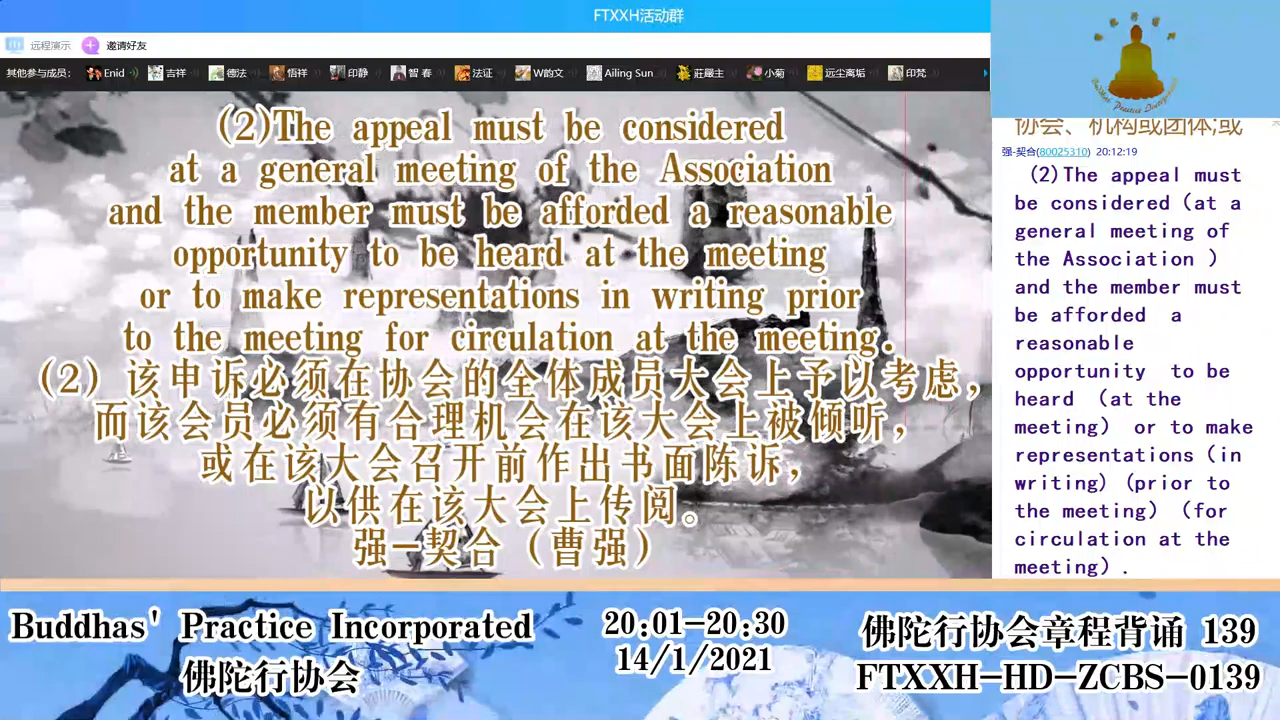 FTXXH活动群
远程演示
邀请好友
其他参与成员：
Enid
吉祥
德法
悟祥
印静
智 春
法证
W韵文
Ailing Sun
莊嚴主
小菊
远尘离垢
印梵
(2)The appeal must be considered
at a general meeting of the Association
and the member must be afforded a reasonable
opportunity to be heard at the meeting
or to make representations in writing prior
to the meeting for circulation at the meeting.
（2）该申诉必须在协会的全体成员大会上予以考虑，
而该会员必须有合理机会在该大会上被倾听，
或在该大会召开前作出书面陈诉，
以供在该大会上传阅。
强—契合（曹强）
Buddhas Practice Incorporated
协会、机构或团体;或
强-契合(80025310) 20:12:19
(2)The appeal must
be considered（at a
general meeting of
the Association ）
and the member must
be afforded a
reasonable
opportunity to be
heard （at the
meeting） or to make
representations（in
writing)（prior to
the meeting）（for
circulation at the
meeting）.
Buddhas' Practice Incorporated
佛陀行协会
20:01—20:30
14/1/2021
佛陀行协会章程背诵 139
FTXXH—HD—ZCBS—0139